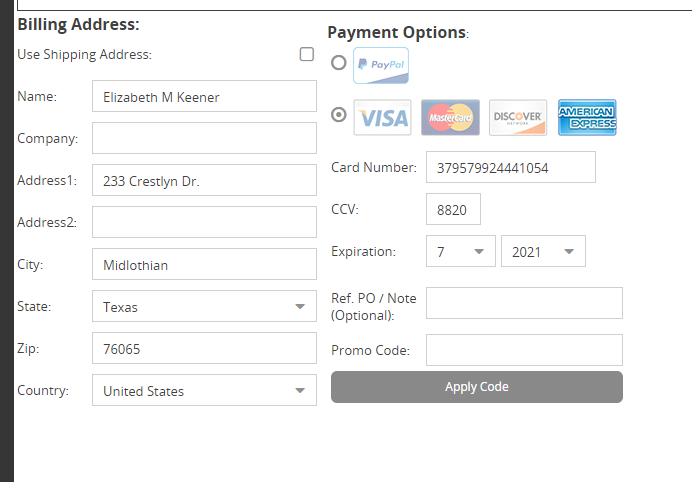 Billing Address:
Use Shipping Address:
Name: Elizabeth M Keener
Company:
Address1: 233 Crestlyn Dr.
Address2:
City: Midlothian
State: Texas
Zip: 76065
Country: United States
Payment Options:
PayPal
VISA MasterCard DISCOVER NETWORK AMERICAN EXPRESS
Card Number: 379579924441054
CCV: 8820
Expiration: 7 2021
Ref. PO / Note
(Optional):
Promo Code:
Apply Code